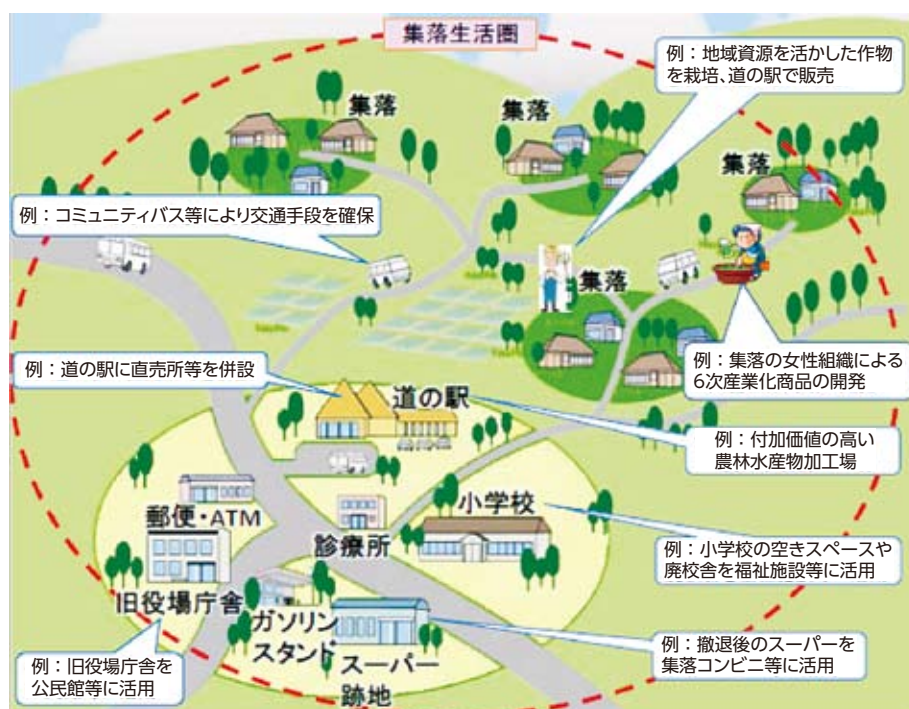 集落生活圏
例：地域資源を活かした作物
を栽培、道の駅で販売
集落
集落
集落
例：コミュニティバス等により交通手段を確保
集落
例：集落の女性組織による
6次産業化商品の開発
例：道の駅に直売所等を併設
道の駅
例：付加価値の高い
農林水産物加工場
郵便・ATM
診療所
小学校
例：小学校の空きスペースや
廃校舎を福祉施設等に活用
旧役場庁舎
ガソリン
スタンド
スーパー
跡地
例：撤退後のスーパーを
集落コンビニ等に活用
例：旧役場庁舎を
公民館等に活用